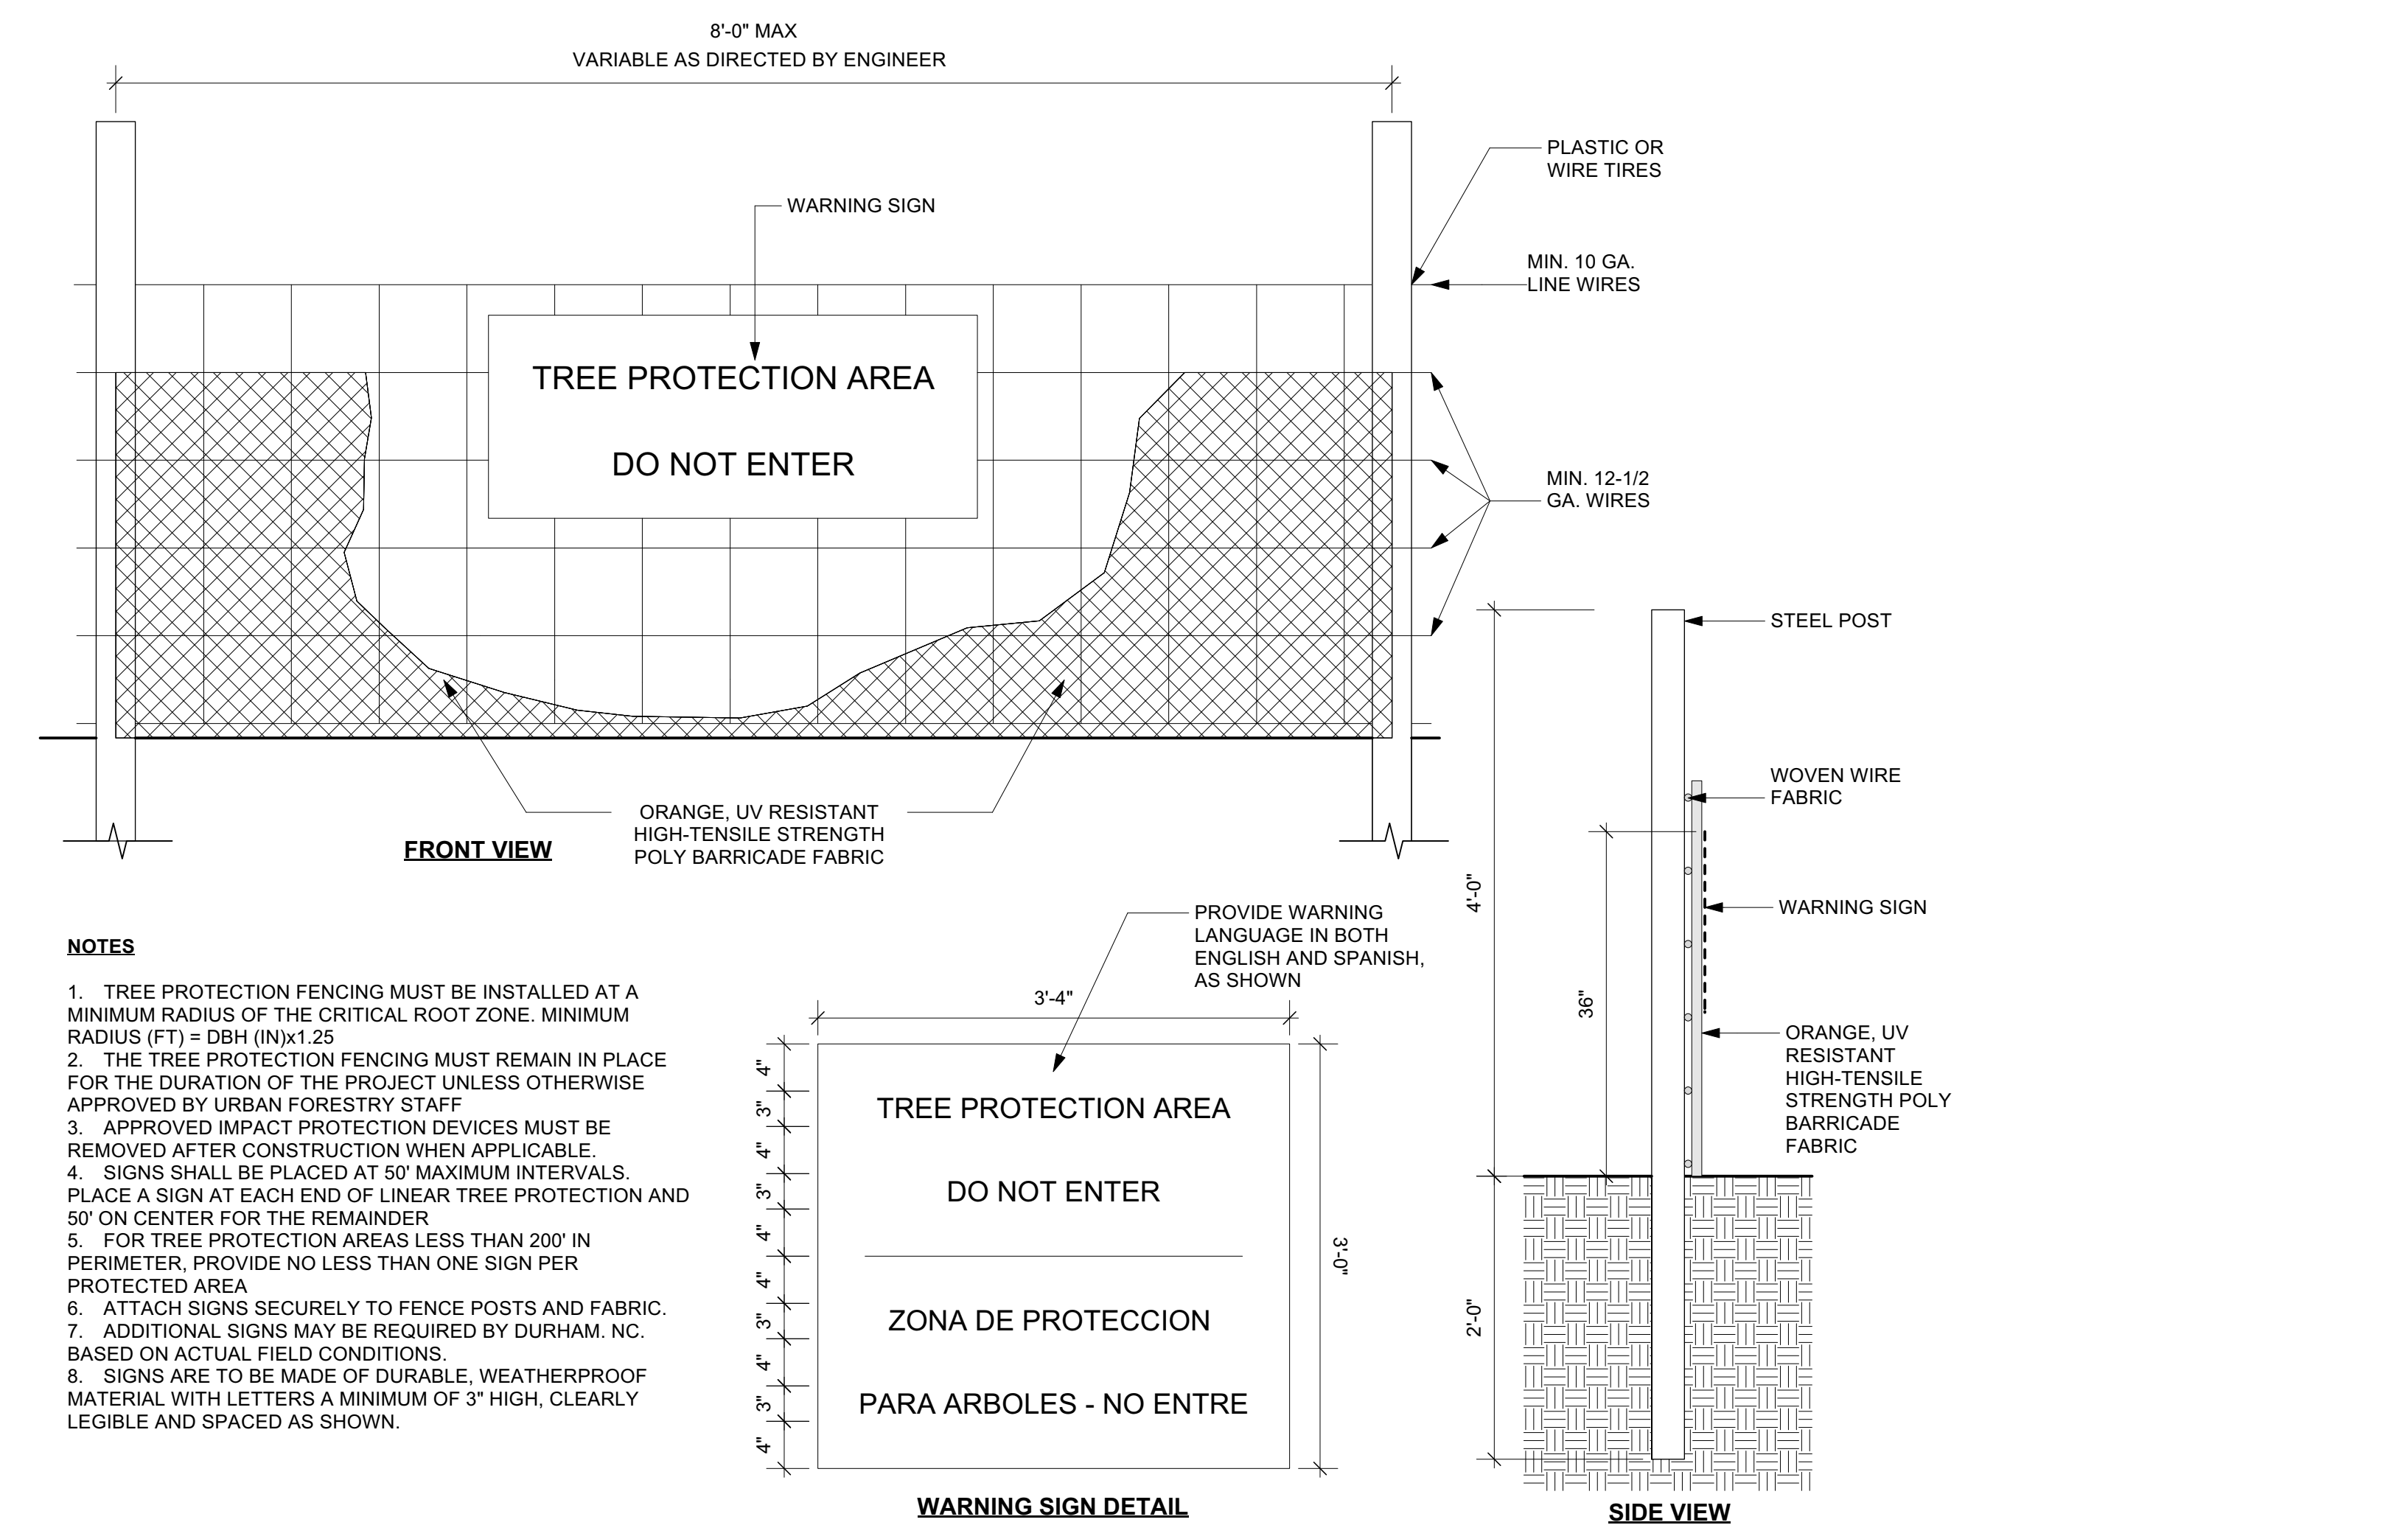 8'-0" MAX
VARIABLE AS DIRECTED BY ENGINEER
PLASTIC OR
WIRE TIRES
WARNING SIGN
MIN. 10 GA.
LINE WIRES
TREE PROTECTION AREA
DO NOT ENTER
MIN. 12-1/2
GA. WIRES
ORANGE, UV RESISTANT
HIGH-TENSILE STRENGTH
POLY BARRICADE FABRIC
FRONT VIEW
NOTES
1. TREE PROTECTION FENCING MUST BE INSTALLED AT A
MINIMUM RADIUS OF THE CRITICAL ROOT ZONE. MINIMUM
RADIUS (FT) = DBH (IN)x1.25
2. THE TREE PROTECTION FENCING MUST REMAIN IN PLACE
FOR THE DURATION OF THE PROJECT UNLESS OTHERWISE
APPROVED BY URBAN FORESTRY STAFF
3. APPROVED IMPACT PROTECTION DEVICES MUST BE
REMOVED AFTER CONSTRUCTION WHEN APPLICABLE.
4. SIGNS SHALL BE PLACED AT 50' MAXIMUM INTERVALS.
PLACE A SIGN AT EACH END OF LINEAR TREE PROTECTION AND
50' ON CENTER FOR THE REMAINDER
5. FOR TREE PROTECTION AREAS LESS THAN 200' IN
PERIMETER, PROVIDE NO LESS THAN ONE SIGN PER
PROTECTED AREA
6. ATTACH SIGNS SECURELY TO FENCE POSTS AND FABRIC.
7. ADDITIONAL SIGNS MAY BE REQUIRED BY DURHAM. NC.
BASED ON ACTUAL FIELD CONDITIONS.
8. SIGNS ARE TO BE MADE OF DURABLE, WEATHERPROOF
MATERIAL WITH LETTERS A MINIMUM OF 3" HIGH, CLEARLY
LEGIBLE AND SPACED AS SHOWN.
PROVIDE WARNING
LANGUAGE IN BOTH
ENGLISH AND SPANISH,
AS SHOWN
3'-4"
4"
3"
4"
3"
4"
4"
3"
4"
3"
4"
TREE PROTECTION AREA
DO NOT ENTER
ZONA DE PROTECCION
PARA ARBOLES - NO ENTRE
3'-0"
WARNING SIGN DETAIL
STEEL POST
WOVEN WIRE
FABRIC
4'-0"
WARNING SIGN
36"
ORANGE, UV
RESISTANT
HIGH-TENSILE
STRENGTH POLY
BARRICADE
FABRIC
2'-0"
SIDE VIEW